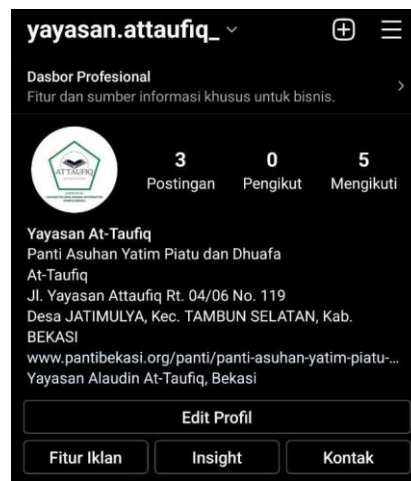 yayasan.attaufiq_
Dasbor Profesional
Fitur dan sumber informasi khusus untuk bisnis.
AT TAUFIQ
3 0 5
Postingan Pengikut Mengikuti
Yayasan At-Taufiq
Panti Asuhan Yatim Piatu dan Dhuafa
At-Taufiq
Jl. Yayasan Attaufiq Rt. 04/06 No. 119
Desa JATIMULYA, Kec. TAMBUN SELATAN, Kab.
BEKASI
www.pantibekasi.org/panti/panti-asuhan-yatim-piatu-...
Yayasan Alaudin At-Taufiq, Bekasi
Edit Profil
Fitur Iklan Insight Kontak